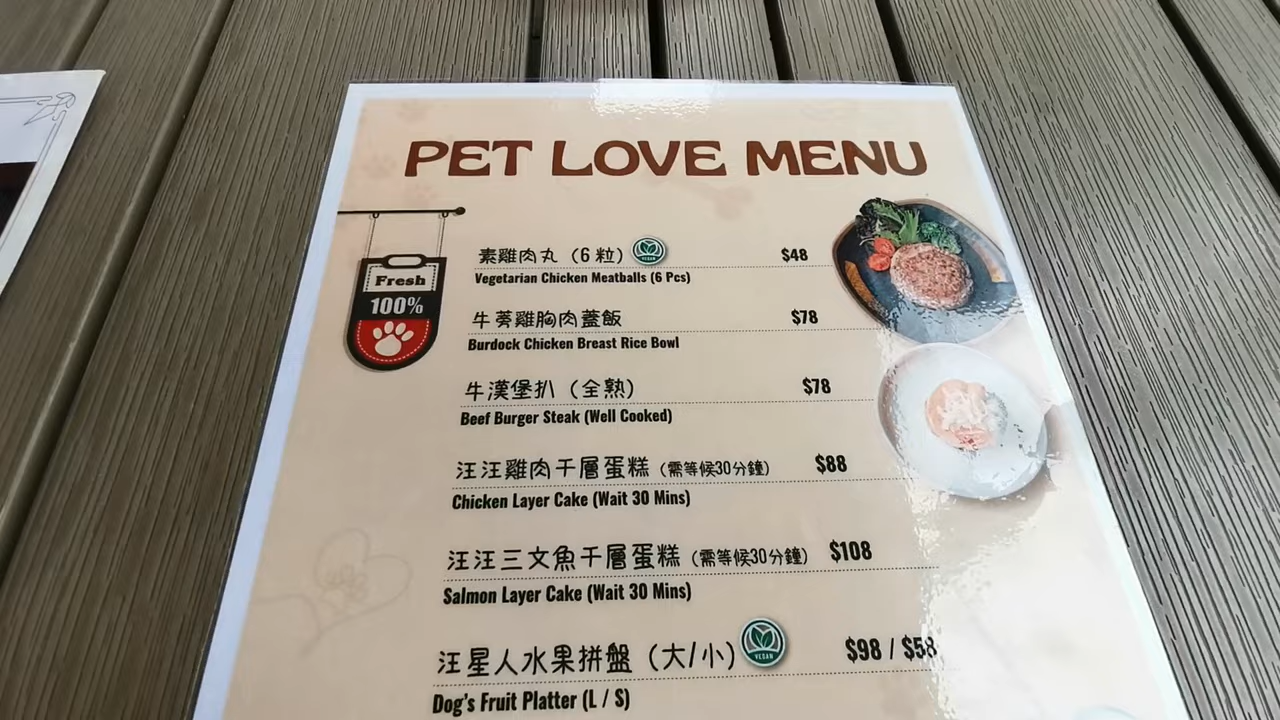 PET LOVE MENU
Fresh
100%
素雞肉丸（6 粒） VEGAN $48
Vegetarian Chicken Meatballs (6 Pcs)
牛蒡雞胸肉蓋飯 $78
Burdock Chicken Breast Rice Bowl
牛漢堡扒（全熟） $78
Beef Burger Steak (Well Cooked)
汪汪雞肉千層蛋糕（需等候30分鐘） $88
Chicken Layer Cake (Wait 30 Mins)
汪汪三文魚千層蛋糕（需等候30分鐘） $108
Salmon Layer Cake (Wait 30 Mins)
汪星人水果拼盤（大/小） VEGAN $98 / $58
Dog's Fruit Platter (L / S)